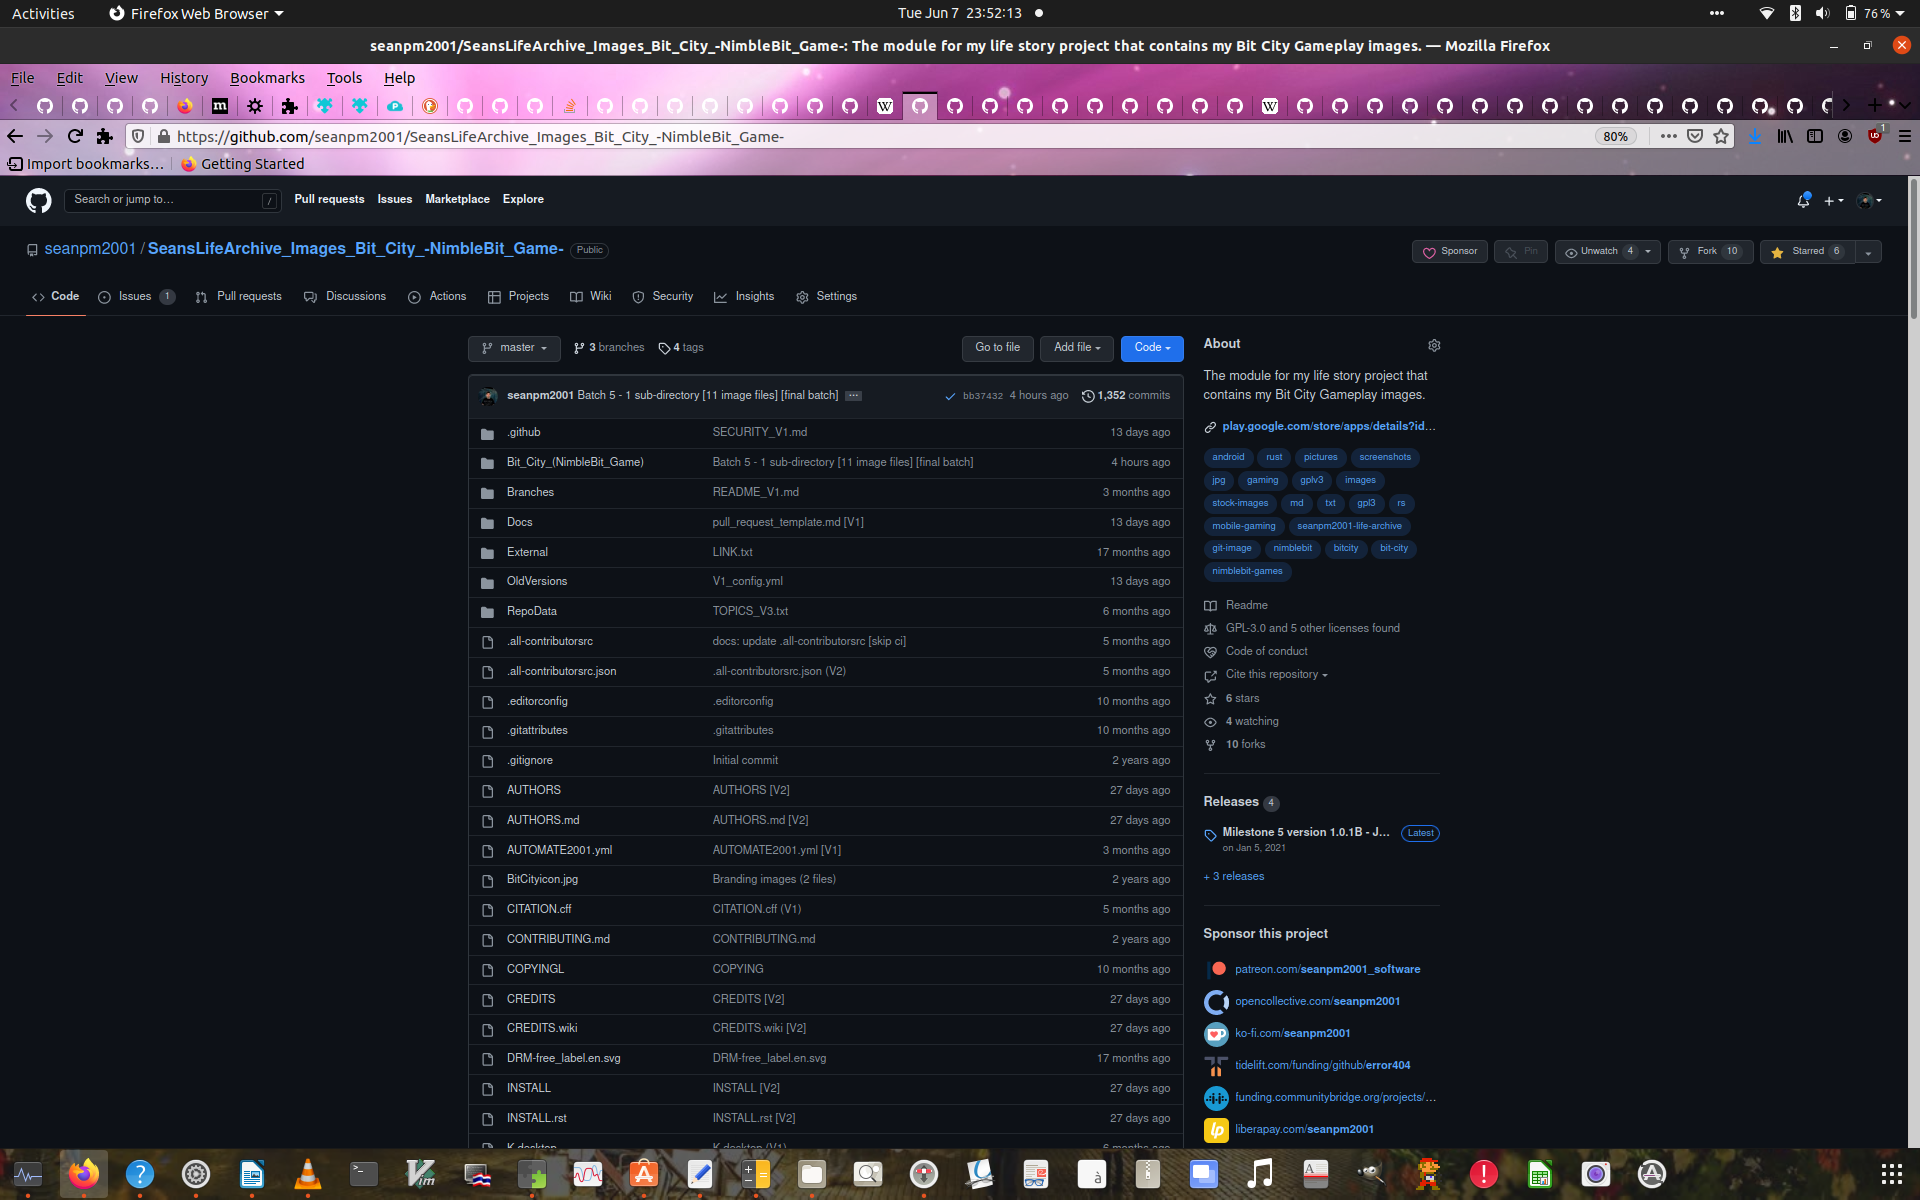 Activities
Firefox Web Browser
Tue Jun 7 23:52:13
76 %
seanpm2001/SeansLifeArchive_Images_Bit_City_-NimbleBit_Game-: The module for my life story project that contains my Bit City Gameplay images. — Mozilla Firefox
File Edit View History Bookmarks Tools Help
https://github.com/seanpm2001/SeansLifeArchive_Images_Bit_City_-NimbleBit_Game-
80%
Import bookmarks… Getting Started
Search or jump to… /
Pull requests Issues Marketplace Explore
seanpm2001 / SeansLifeArchive_Images_Bit_City_-NimbleBit_Game- Public
Sponsor Pin Unwatch 4 Fork 10 Starred 6
Code Issues 1 Pull requests Discussions Actions Projects Wiki Security Insights Settings
master 3 branches 4 tags
Go to file Add file Code
seanpm2001 Batch 5 - 1 sub-directory [11 image files] [final batch] bb37432 4 hours ago 1,352 commits
.github SECURITY_V1.md 13 days ago
Bit_City_(NimbleBit_Game) Batch 5 - 1 sub-directory [11 image files] [final batch] 4 hours ago
Branches README_V1.md 3 months ago
Docs pull_request_template.md [V1] 13 days ago
External LINK.txt 17 months ago
OldVersions V1_config.yml 13 days ago
RepoData TOPICS_V3.txt 6 months ago
.all-contributorsrc docs: update .all-contributorsrc [skip ci] 5 months ago
.all-contributorsrc.json .all-contributorsrc.json (V2) 5 months ago
.editorconfig .editorconfig 10 months ago
.gitattributes .gitattributes 10 months ago
.gitignore Initial commit 2 years ago
AUTHORS AUTHORS [V2] 27 days ago
AUTHORS.md AUTHORS.md [V2] 27 days ago
AUTOMATE2001.yml AUTOMATE2001.yml [V1] 3 months ago
BitCityicon.jpg Branding images (2 files) 2 years ago
CITATION.cff CITATION.cff (V1) 5 months ago
CONTRIBUTING.md CONTRIBUTING.md 2 years ago
COPYINGL COPYING 10 months ago
CREDITS CREDITS [V2] 27 days ago
CREDITS.wiki CREDITS.wiki [V2] 27 days ago
DRM-free_label.en.svg DRM-free_label.en.svg 17 months ago
INSTALL INSTALL [V2] 27 days ago
INSTALL.rst INSTALL.rst [V2] 27 days ago
About
The module for my life story project that
contains my Bit City Gameplay images.
play.google.com/store/apps/details?id…
android rust pictures screenshots
jpg gaming gplv3 images
stock-images md txt gpl3 rs
mobile-gaming seanpm2001-life-archive
git-image nimblebit bitcity bit-city
nimblebit-games
Readme
GPL-3.0 and 5 other licenses found
Code of conduct
Cite this repository
6 stars
4 watching
10 forks
Releases 4
Milestone 5 version 1.0.1B - J… Latest
on Jan 5, 2021
+ 3 releases
Sponsor this project
patreon.com/seanpm2001_software
opencollective.com/seanpm2001
ko-fi.com/seanpm2001
tidelift.com/funding/github/error404
funding.communitybridge.org/projects/…
liberapay.com/seanpm2001